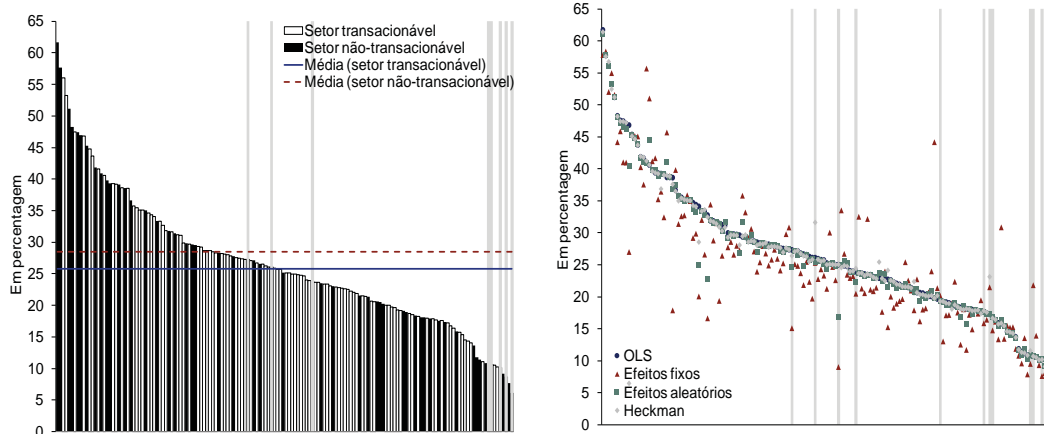 65
60
55
50
45
40
35
30
25
20
15
10
5
0
Em percentagem
Setor transacionável
Setor não-transacionável
Média (setor transacionável)
Média (setor não-transacionável)
65
60
55
50
45
40
35
30
25
20
15
10
5
0
Em percentagem
OLS
Efeitos fixos
Efeitos aleatórios
Heckman